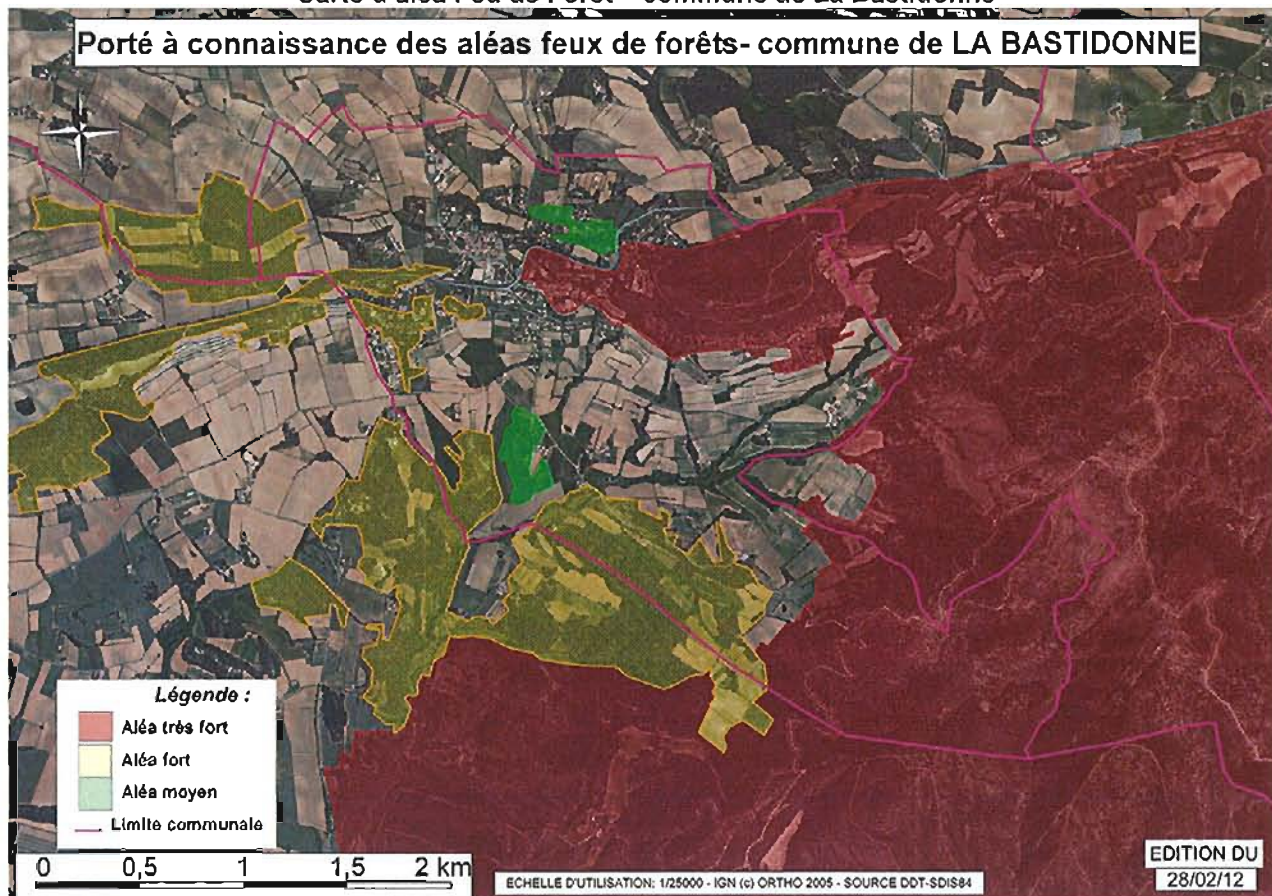 Porté à connaissance des aléas feux de forêts- commune de LA BASTIDONNE
Légende :
Aléa très fort
Aléa fort
Aléa moyen
Limite communale
0 0,5 1 1,5 2 km
ECHELLE D'UTILISATION: 1/25000 - IGN (c) ORTHO 2005 - SOURCE DDT-SDIS84
EDITION DU
28/02/12